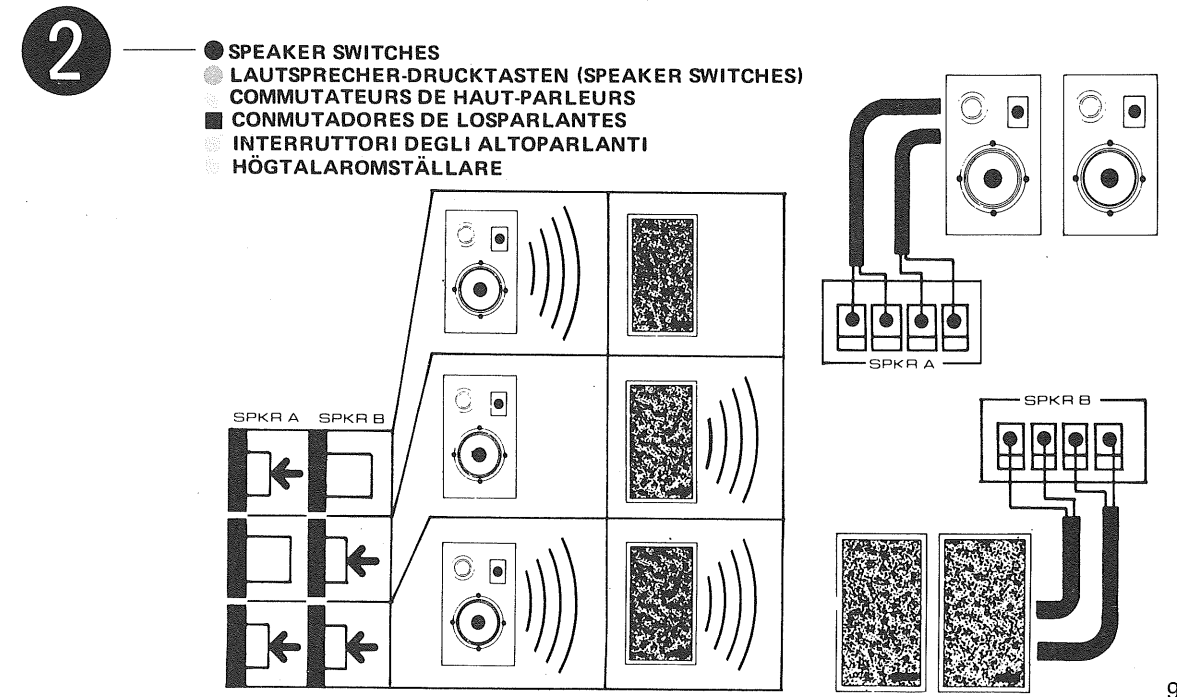 2
SPEAKER SWITCHES
LAUTSPRECHER-DRUCKTASTEN (SPEAKER SWITCHES)
COMMUTATEURS DE HAUT-PARLEURS
CONMUTADORES DE LOSPARLANTES
INTERRUTTORI DEGLI ALTOPARLANTI
HÖGTALAROMSTÄLLARE
SPKR A
SPKR B
SPKR A SPKR B
9